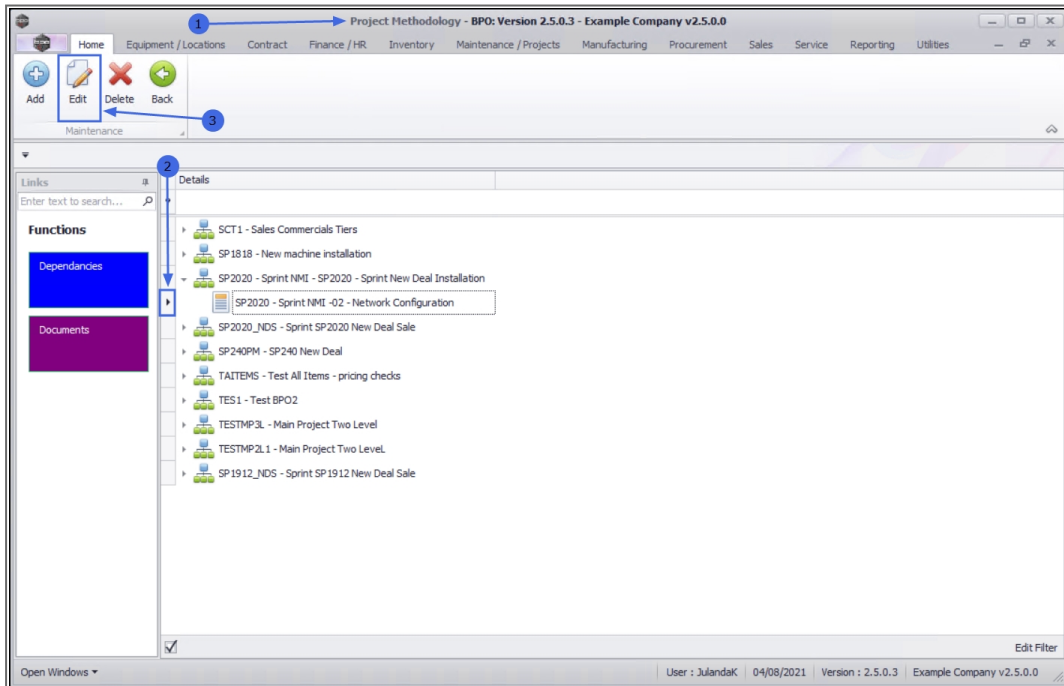 1
Project Methodology - BPO: Version 2.5.0.3 - Example Company v2.5.0.0
Home Equipment / Locations Contract Finance / HR Inventory Maintenance / Projects Manufacturing Procurement Sales Service Reporting Utilities
Add Edit Delete Back
3
Maintenance
2
Links
Details
Enter text to search...
Functions
Dependancies
Documents
SCT1 - Sales Commercials Tiers
SP1818 - New machine installation
SP2020 - Sprint NMI - SP2020 - Sprint New Deal Installation
SP2020 - Sprint NMI -02 - Network Configuration
SP2020_NDS - Sprint SP2020 New Deal Sale
SP240PM - SP240 New Deal
TAITEMS - Test All Items - pricing checks
TES1 - Test BPO2
TESTMP3L - Main Project Two Level
TESTMP2L1 - Main Project Two LeveL
SP1912_NDS - Sprint SP1912 New Deal Sale
Edit Filter
Open Windows
User : JulandaK 04/08/2021 Version : 2.5.0.3 Example Company v2.5.0.0